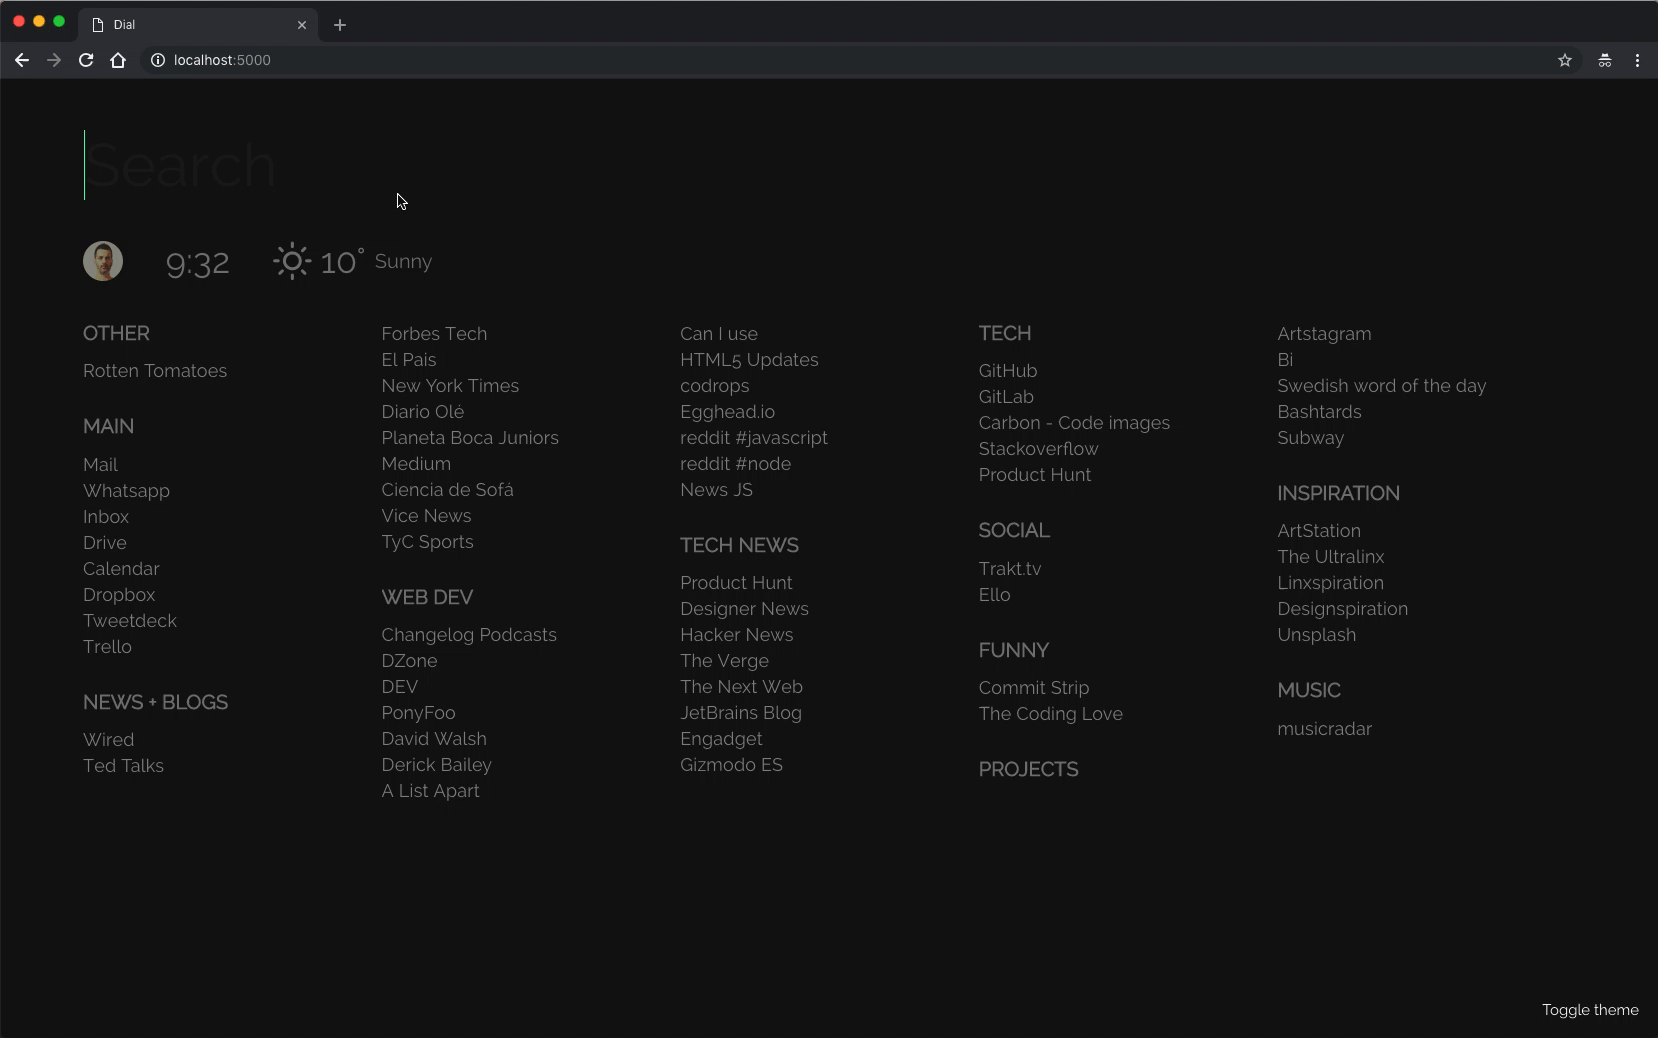 Dial
localhost:5000
Search
9:32
10° Sunny
OTHER
Rotten Tomatoes
MAIN
Mail
Whatsapp
Inbox
Drive
Calendar
Dropbox
Tweetdeck
Trello
NEWS + BLOGS
Wired
Ted Talks
Forbes Tech
El Pais
New York Times
Diario Olé
Planeta Boca Juniors
Medium
Ciencia de Sofá
Vice News
TyC Sports
WEB DEV
Changelog Podcasts
DZone
DEV
PonyFoo
David Walsh
Derick Bailey
A List Apart
Can I use
HTML5 Updates
codrops
Egghead.io
reddit #javascript
reddit #node
News JS
TECH NEWS
Product Hunt
Designer News
Hacker News
The Verge
The Next Web
JetBrains Blog
Engadget
Gizmodo ES
TECH
GitHub
GitLab
Carbon - Code images
Stackoverflow
Product Hunt
SOCIAL
Trakt.tv
Ello
FUNNY
Commit Strip
The Coding Love
PROJECTS
Artstagram
Bi
Swedish word of the day
Bashtards
Subway
INSPIRATION
ArtStation
The Ultralinx
Linxspiration
Designspiration
Unsplash
MUSIC
musicradar
Toggle theme